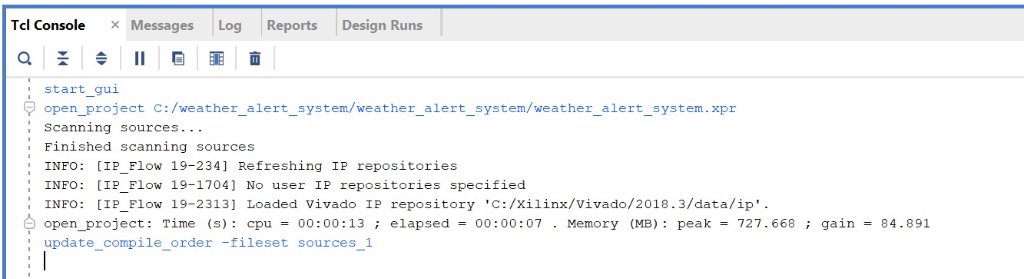 Tcl Console × Messages Log Reports Design Runs
start_gui
open_project C:/weather_alert_system/weather_alert_system/weather_alert_system.xpr
Scanning sources...
Finished scanning sources
INFO: [IP_Flow 19-234] Refreshing IP repositories
INFO: [IP_Flow 19-1704] No user IP repositories specified
INFO: [IP_Flow 19-2313] Loaded Vivado IP repository 'C:/Xilinx/Vivado/2018.3/data/ip'.
open_project: Time (s): cpu = 00:00:13 ; elapsed = 00:00:07 . Memory (MB): peak = 727.668 ; gain = 84.891
update_compile_order -fileset sources_1